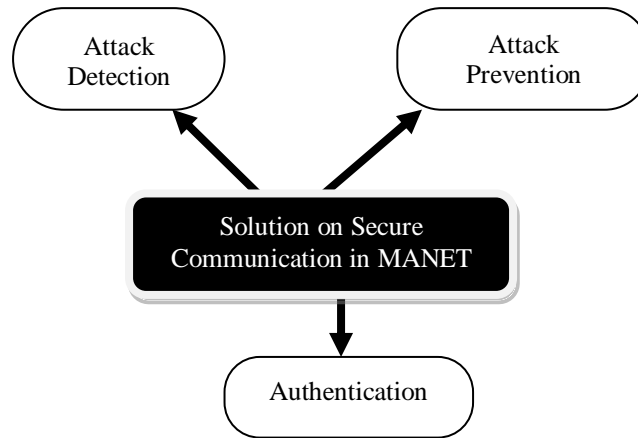 Attack
Detection
Attack
Prevention
Solution on Secure
Communication in MANET
Authentication